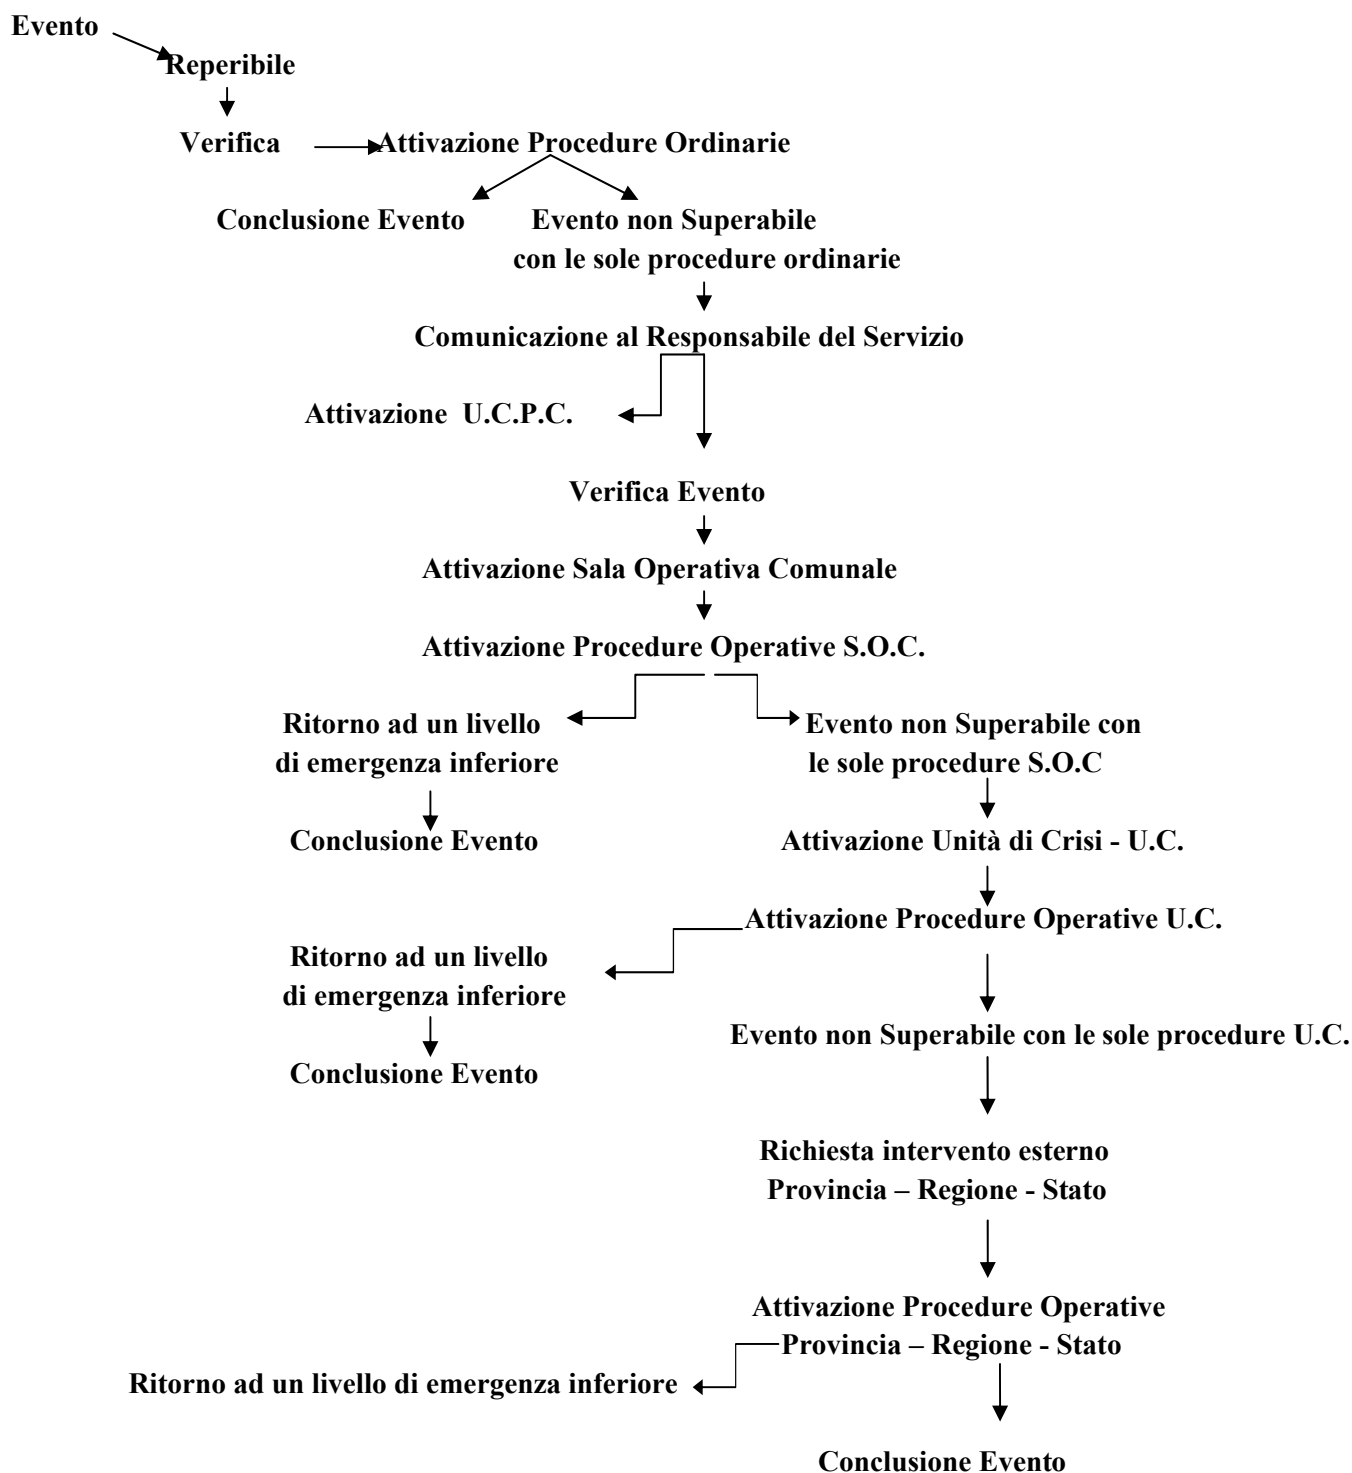 Evento
Reperibile
Verifica Attivazione Procedure Ordinarie
Conclusione Evento Evento non Superabile
con le sole procedure ordinarie
Comunicazione al Responsabile del Servizio
Attivazione U.C.P.C.
Verifica Evento
Attivazione Sala Operativa Comunale
Attivazione Procedure Operative S.O.C.
Ritorno ad un livello Evento non Superabile con
di emergenza inferiore le sole procedure S.O.C
Conclusione Evento Attivazione Unità di Crisi - U.C.
Attivazione Procedure Operative U.C.
Ritorno ad un livello
di emergenza inferiore
Evento non Superabile con le sole procedure U.C.
Conclusione Evento
Richiesta intervento esterno
Provincia – Regione - Stato
Attivazione Procedure Operative
Provincia – Regione - Stato
Ritorno ad un livello di emergenza inferiore
Conclusione Evento